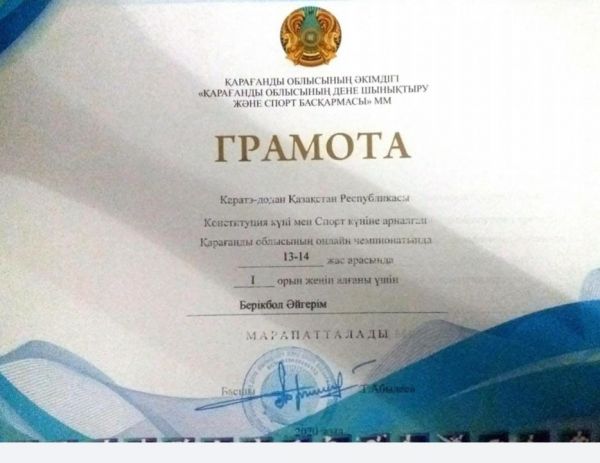 ҚАРАҒАНДЫ ОБЛЫСЫНЫҢ ӘКІМДІГІ
«ҚАРАҒАНДЫ ОБЛЫСЫНЫҢ ДЕНЕ ШЫНЫҚТЫРУ
ЖӘНЕ СПОРТ БАСҚАРМАСЫ» ММ
ГРАМОТА
Каратэ-додан Қазақстан Республикасы
Конституция күні мен Спорт күніне арналған
Қарағанды облысының онлайн чемпионатында
13-14 жас арасында
I орын жеңіп алғаны үшін
Берікбол Әйгерім
МАРАПАТТАЛАДЫ
Басшы Т.Абылаев